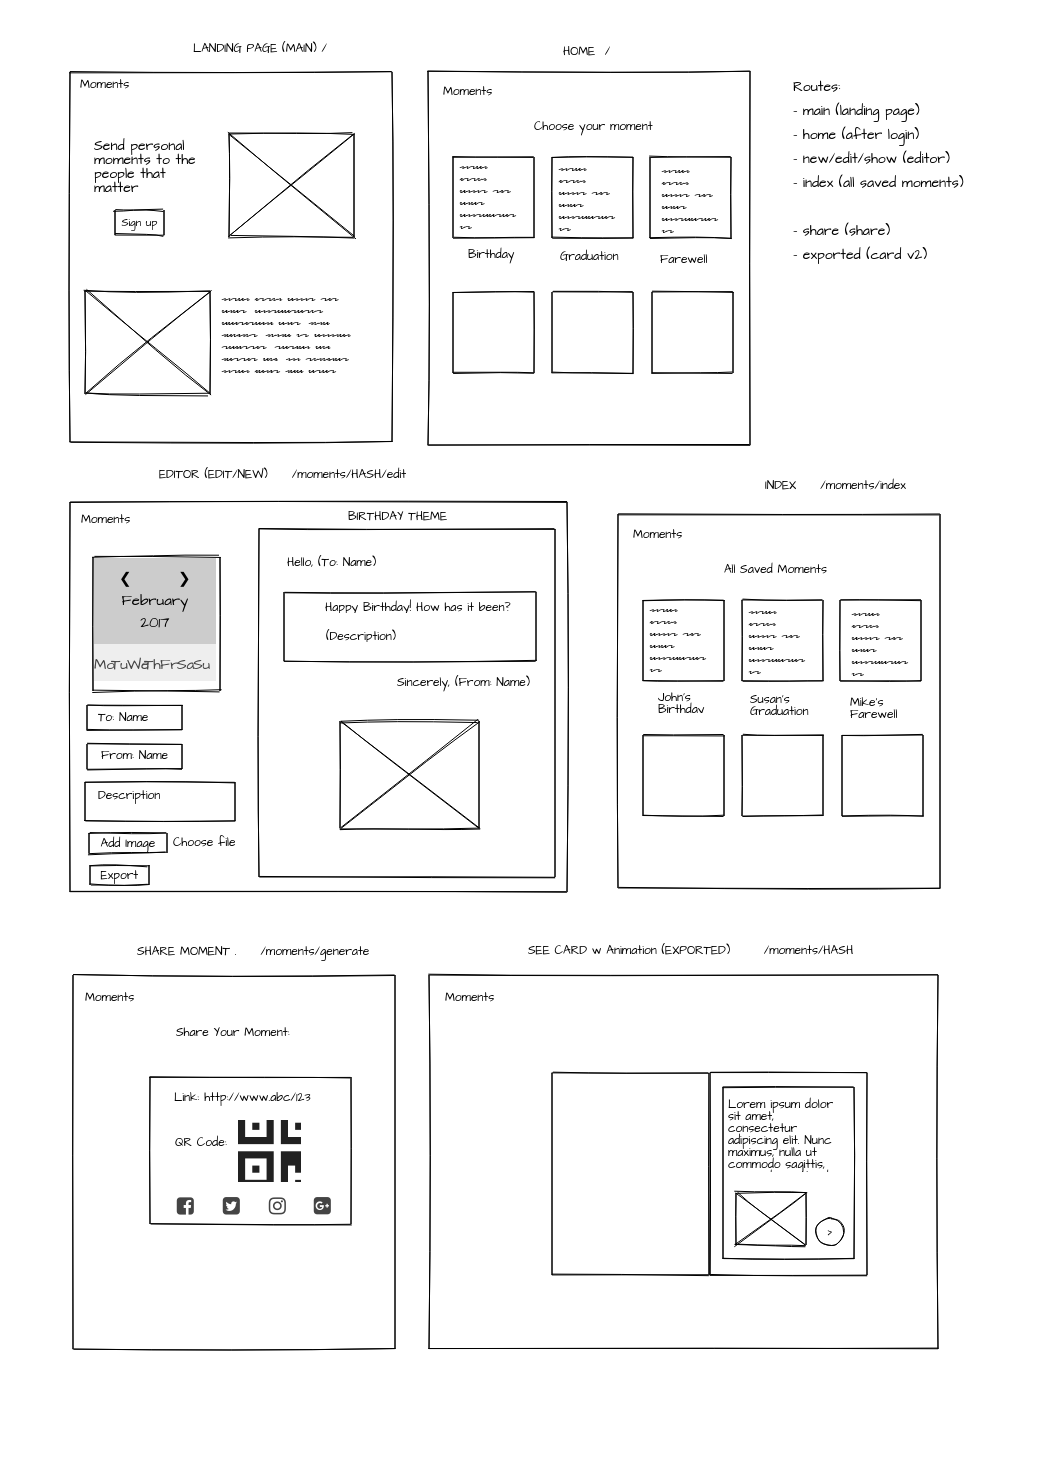 LANDING PAGE (MAIN) /
Moments
Send personal
moments to the
people that
matter
Sign up
HOME /
Moments
Choose your moment
Birthday
Graduation
Farewell
Routes:
- main (landing page)
- home (after login)
- new/edit/show (editor)
- index (all saved moments)
- share (share)
- exported (card v2)
EDITOR (EDIT/NEW) /moments/HASH/edit
Moments
❮ ❯
February
2017
MoTuWeThFrSaSu
To: Name
From: Name
Description
Add image Choose file
Export
BIRTHDAY THEME
Hello, (To: Name)
Happy Birthday! How has it been?
(Description)
Sincerely, (From: Name)
INDEX /moments/index
Moments
All Saved Moments
John's
Birthday
Susan's
Graduation
Mike's
Farewell
SHARE MOMENT . /moments/generate
Moments
Share Your Moment:
Link: http://www.abc/123
QR Code:
SEE CARD w Animation (EXPORTED) /moments/HASH
Moments
Lorem ipsum dolor
sit amet,
consectetur
adipiscing elit. Nunc
maximus, nulla ut
commodo sagittis,
>